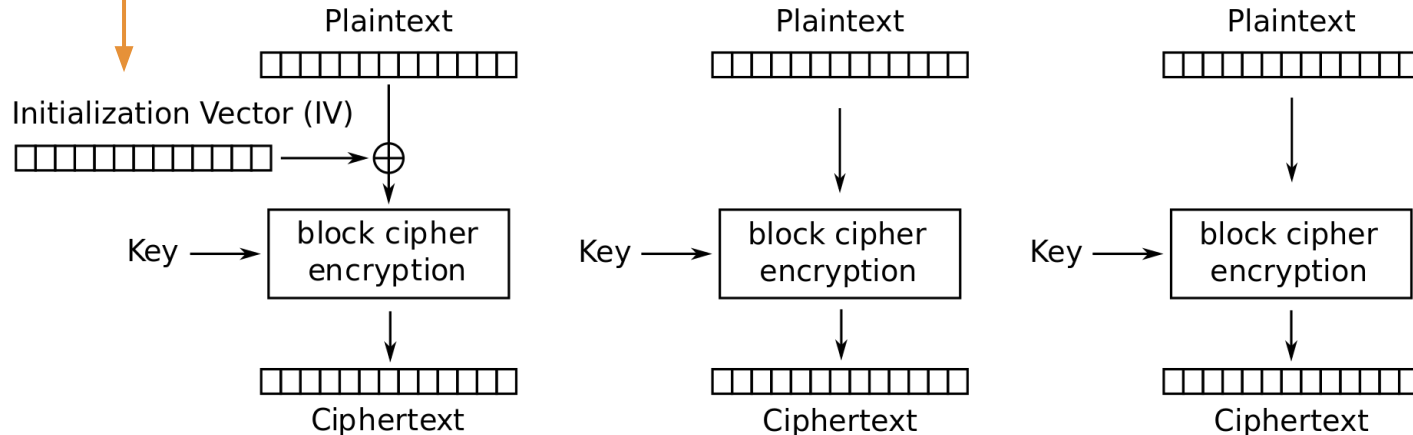 Plaintext
Plaintext
Plaintext
Initialization Vector (IV)
Key
block cipher
encryption
Key
block cipher
encryption
Key
block cipher
encryption
Ciphertext
Ciphertext
Ciphertext